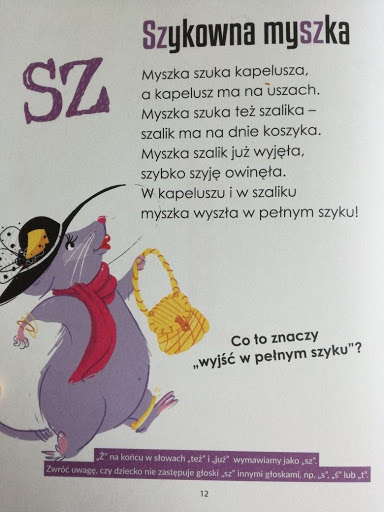 Szykowna myszka
SZ
Myszka szuka kapelusza,
a kapelusz ma na uszach.
Myszka szuka też szalika –
szalik ma na dnie koszyka.
Myszka szalik już wyjęła,
szybko szyję owinęła.
W kapeluszu i w szaliku
myszka wyszła w pełnym szyku!
Co to znaczy
„wyjść w pełnym szyku”?
„Ż” na końcu w słowach „też” i „już” wymawiamy jako „sz”.
Zwróć uwagę, czy dziecko nie zastępuje głoski „sz” innymi głoskami, np. „s”, „ś” lub „t”.
12